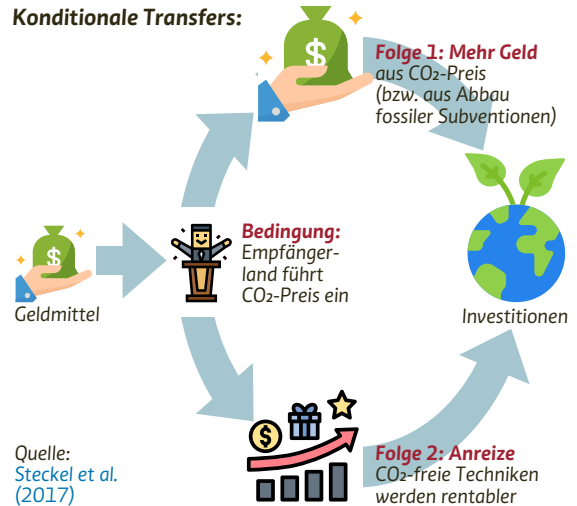 Konditionale Transfers:
Folge 1: Mehr Geld
aus CO₂-Preis
(bzw. aus Abbau
fossiler Subventionen)
Bedingung:
Empfänger-
land führt
CO₂-Preis ein
Geldmittel
Investitionen
Folge 2: Anreize
CO₂-freie Techniken
werden rentabler
Quelle:
Steckel et al.
(2017)